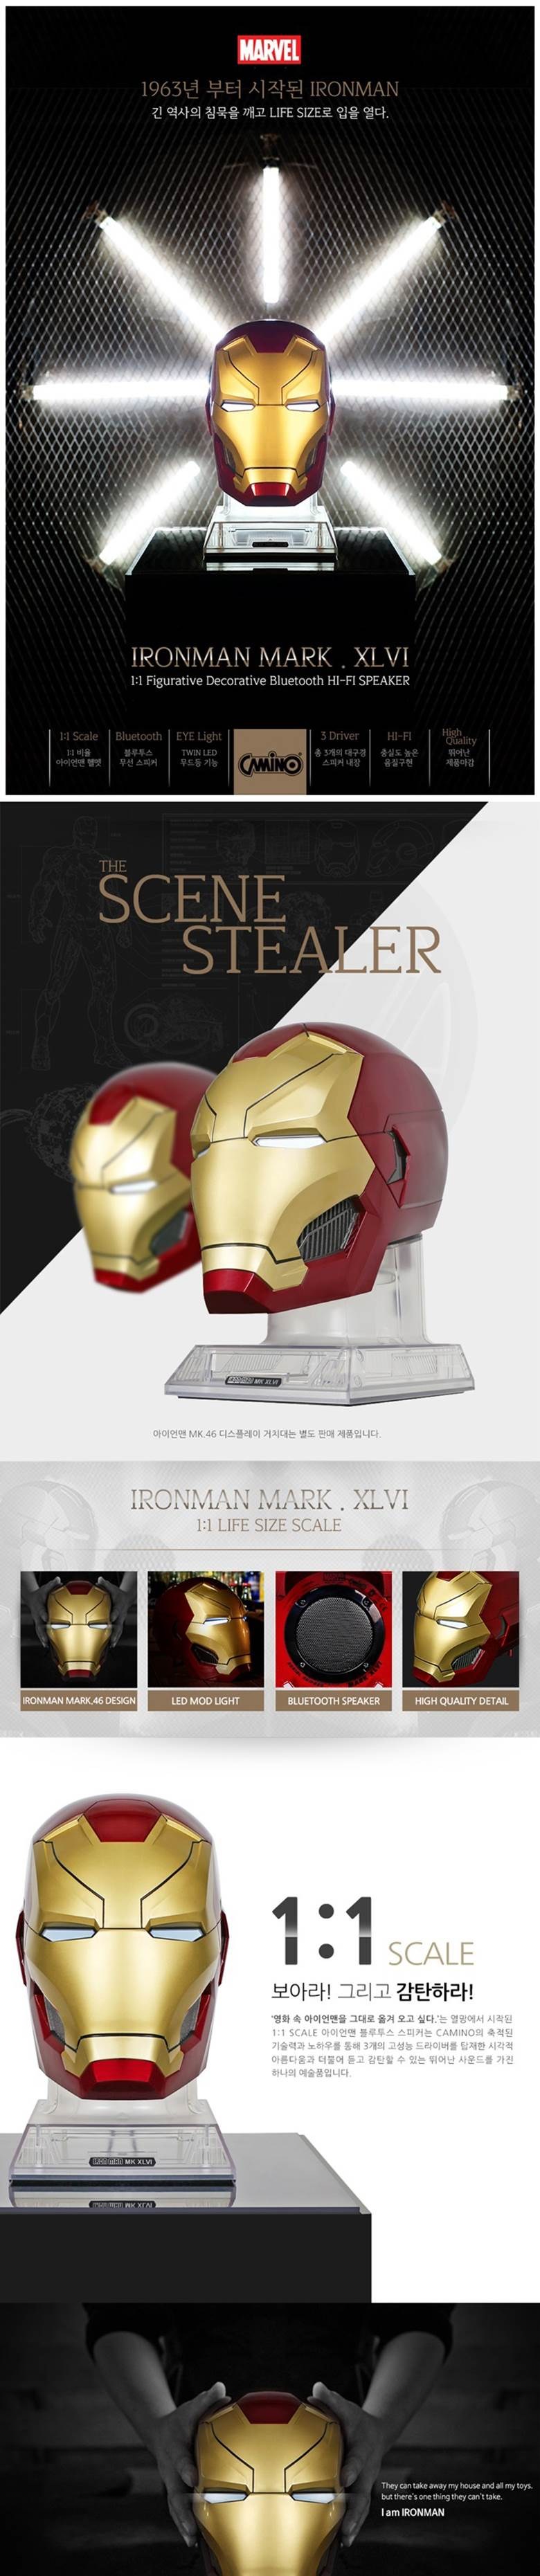 MARVEL
1963년 부터 시작된 IRONMAN
긴 역사의 침묵을 깨고 LIFE SIZE로 입을 열다.
IRONMAN MARK . XLVI
1:1 Figurative Decorative Bluetooth HI-FI SPEAKER
1:1 Scale
1:1 비율
아이언맨 헬멧
Bluetooth
블루투스
무선 스피커
EYE Light
TWIN LED
무드등 기능
CAMINO
3 Driver
총 3개의 대구경
스피커 내장
HI-FI
충실도 높은
음질구현
High
Quality
뛰어난
제품마감
THE
SCENE
STEALER
MK XLVI
아이언맨 MK.46 디스플레이 거치대는 별도 판매 제품입니다.
IRONMAN MARK . XLVI
1:1 LIFE SIZE SCALE
IRONMAN MARK.46 DESIGN
LED MOD LIGHT
BLUETOOTH SPEAKER
HIGH QUALITY DETAIL
1:1 SCALE
보아라! 그리고 감탄하라!
'영화 속 아이언맨을 그대로 옮겨 오고 싶다.'는 열망에서 시작된
1:1 SCALE 아이언맨 블루투스 스피커는 CAMINO의 축적된
기술력과 노하우를 통해 3개의 고성능 드라이버를 탑재한 시각적
아름다움과 더불어 듣고 감탄할 수 있는 뛰어난 사운드를 가진
하나의 예술품입니다.
MK XLVI
They can take away my house and all my toys.
but there's one thing they can't take.
I am IRONMAN